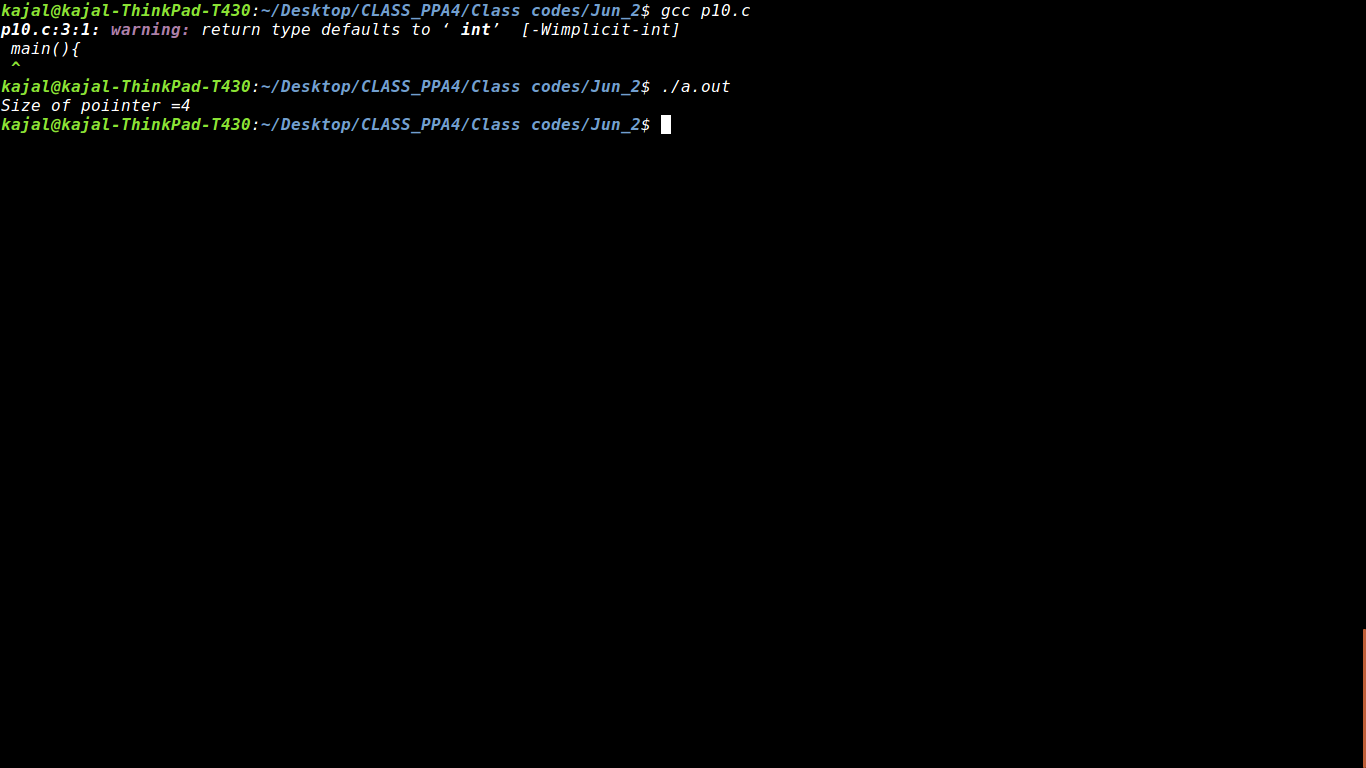 kajal@kajal-ThinkPad-T430:~/Desktop/CLASS_PPA4/Class codes/Jun_2$ gcc p10.c
p10.c:3:1: warning: return type defaults to ‘ int’  [-Wimplicit-int]
 main(){
 ^
kajal@kajal-ThinkPad-T430:~/Desktop/CLASS_PPA4/Class codes/Jun_2$ ./a.out
Size of poiinter =4
kajal@kajal-ThinkPad-T430:~/Desktop/CLASS_PPA4/Class codes/Jun_2$